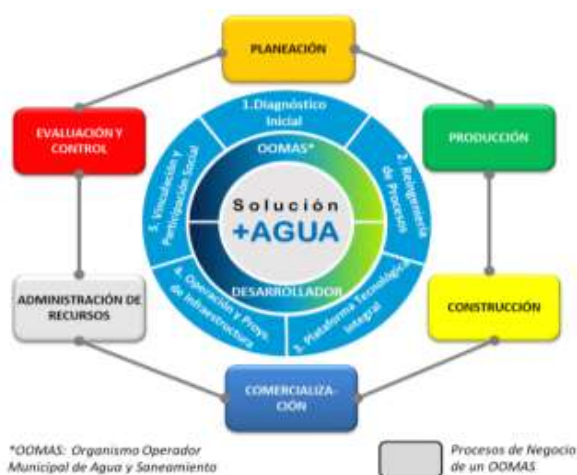 PLANEACIÓN
EVALUACIÓN Y
CONTROL
PRODUCCIÓN
1.Diagnóstico
Inicial
2. Reingeniería
de Procesos
3. Plataforma Tecnológica
Integral
4. Operación y Proys.
de Infraestructura
5. Vinculación y
Participación Social
OOMAS*
Solución
+AGUA
DESARROLLADOR
ADMINISTRACIÓN DE
RECURSOS
CONSTRUCCIÓN
COMERCIALIZA-
CIÓN
*OOMAS: Organismo Operador
Municipal de Agua y Saneamiento
Procesos de Negocio
de un OOMAS